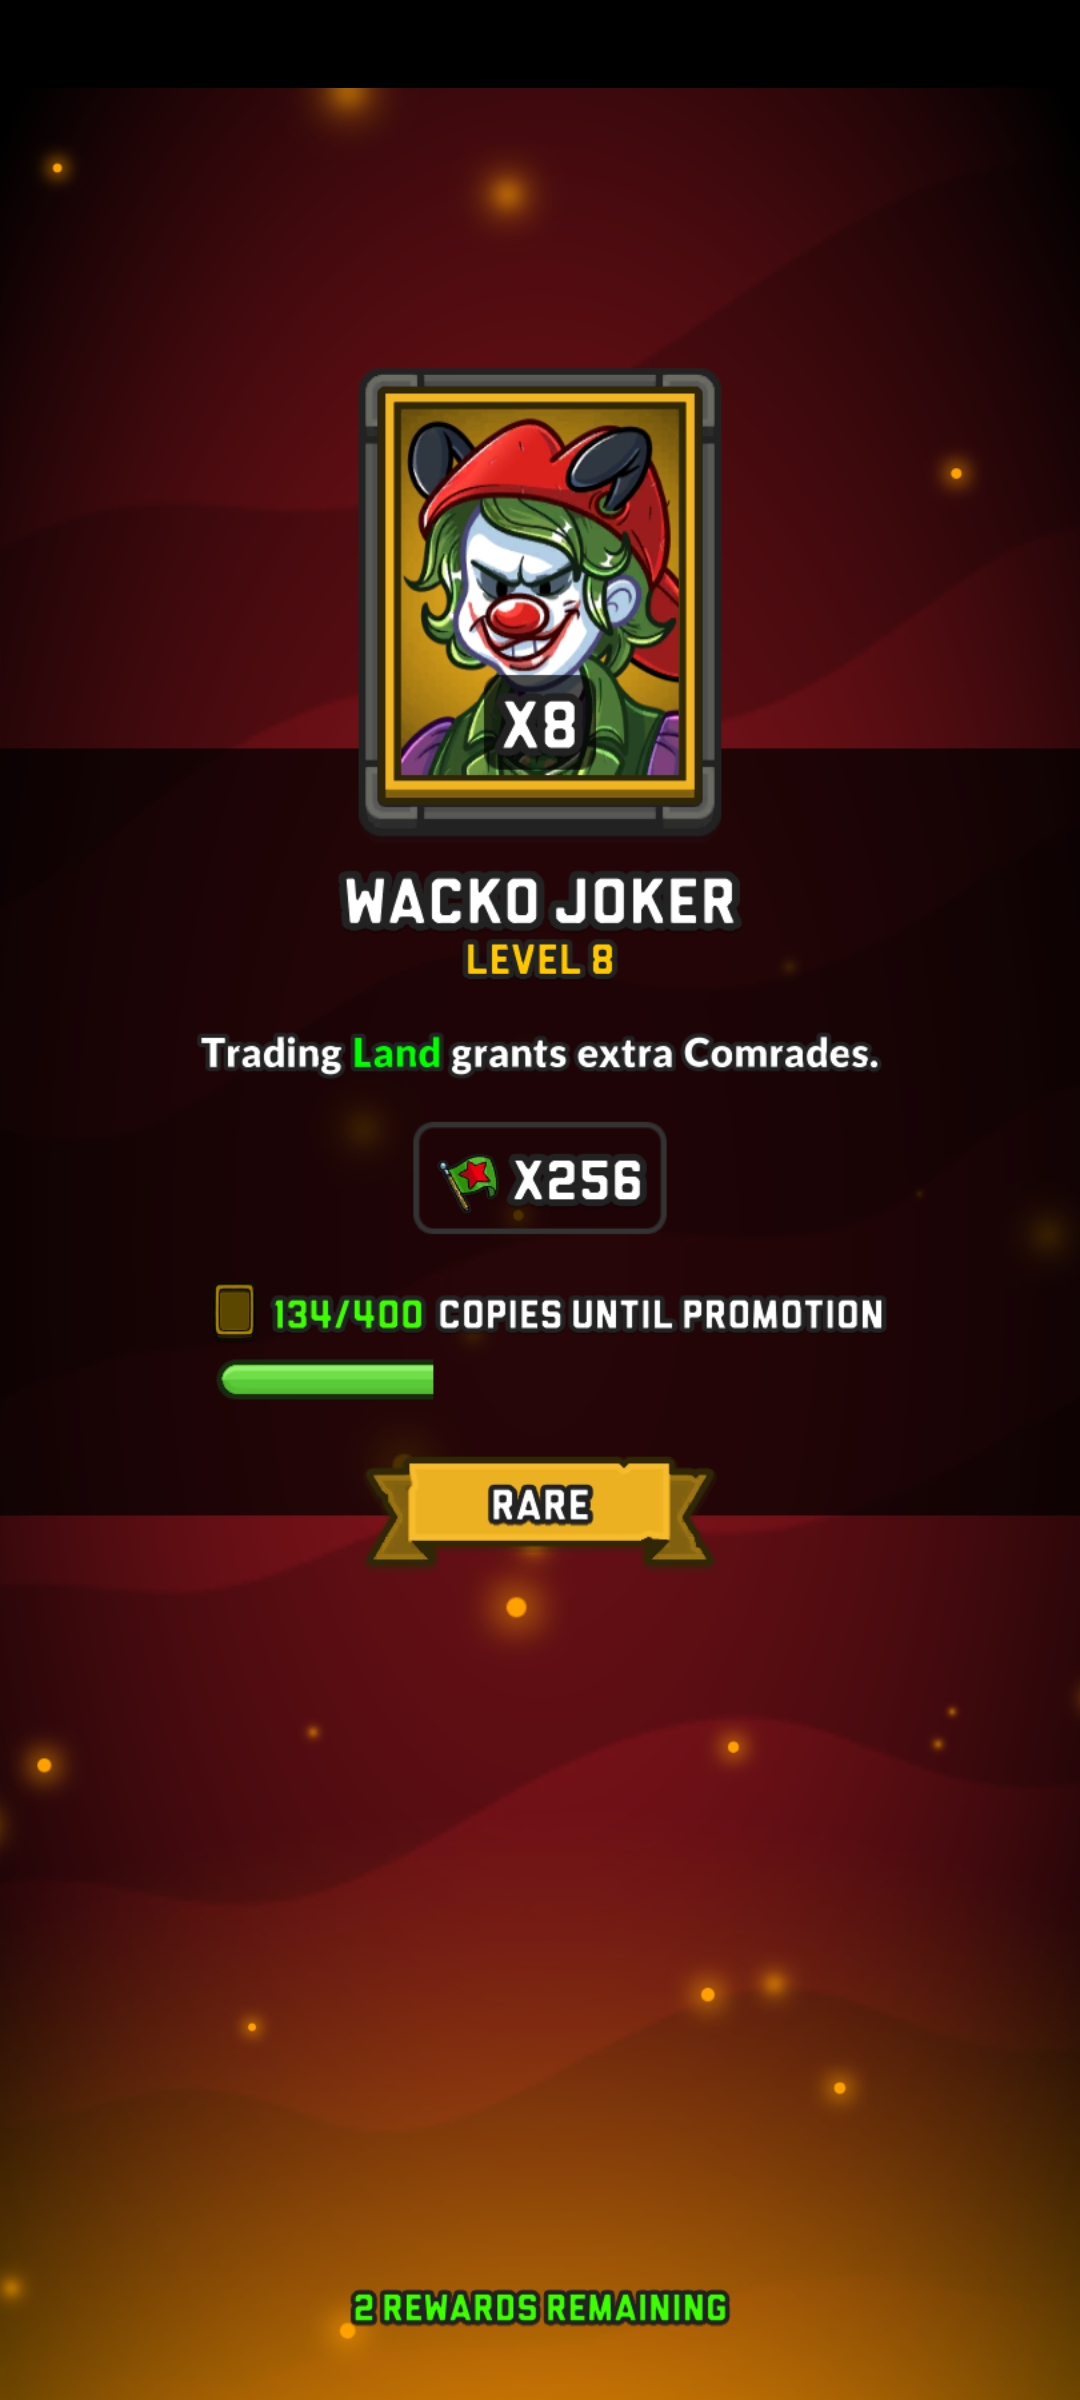 X8
WACKO JOKER
LEVEL 8
Trading Land grants extra Comrades.
X256
134/400 COPIES UNTIL PROMOTION
RARE
2 REWARDS REMAINING